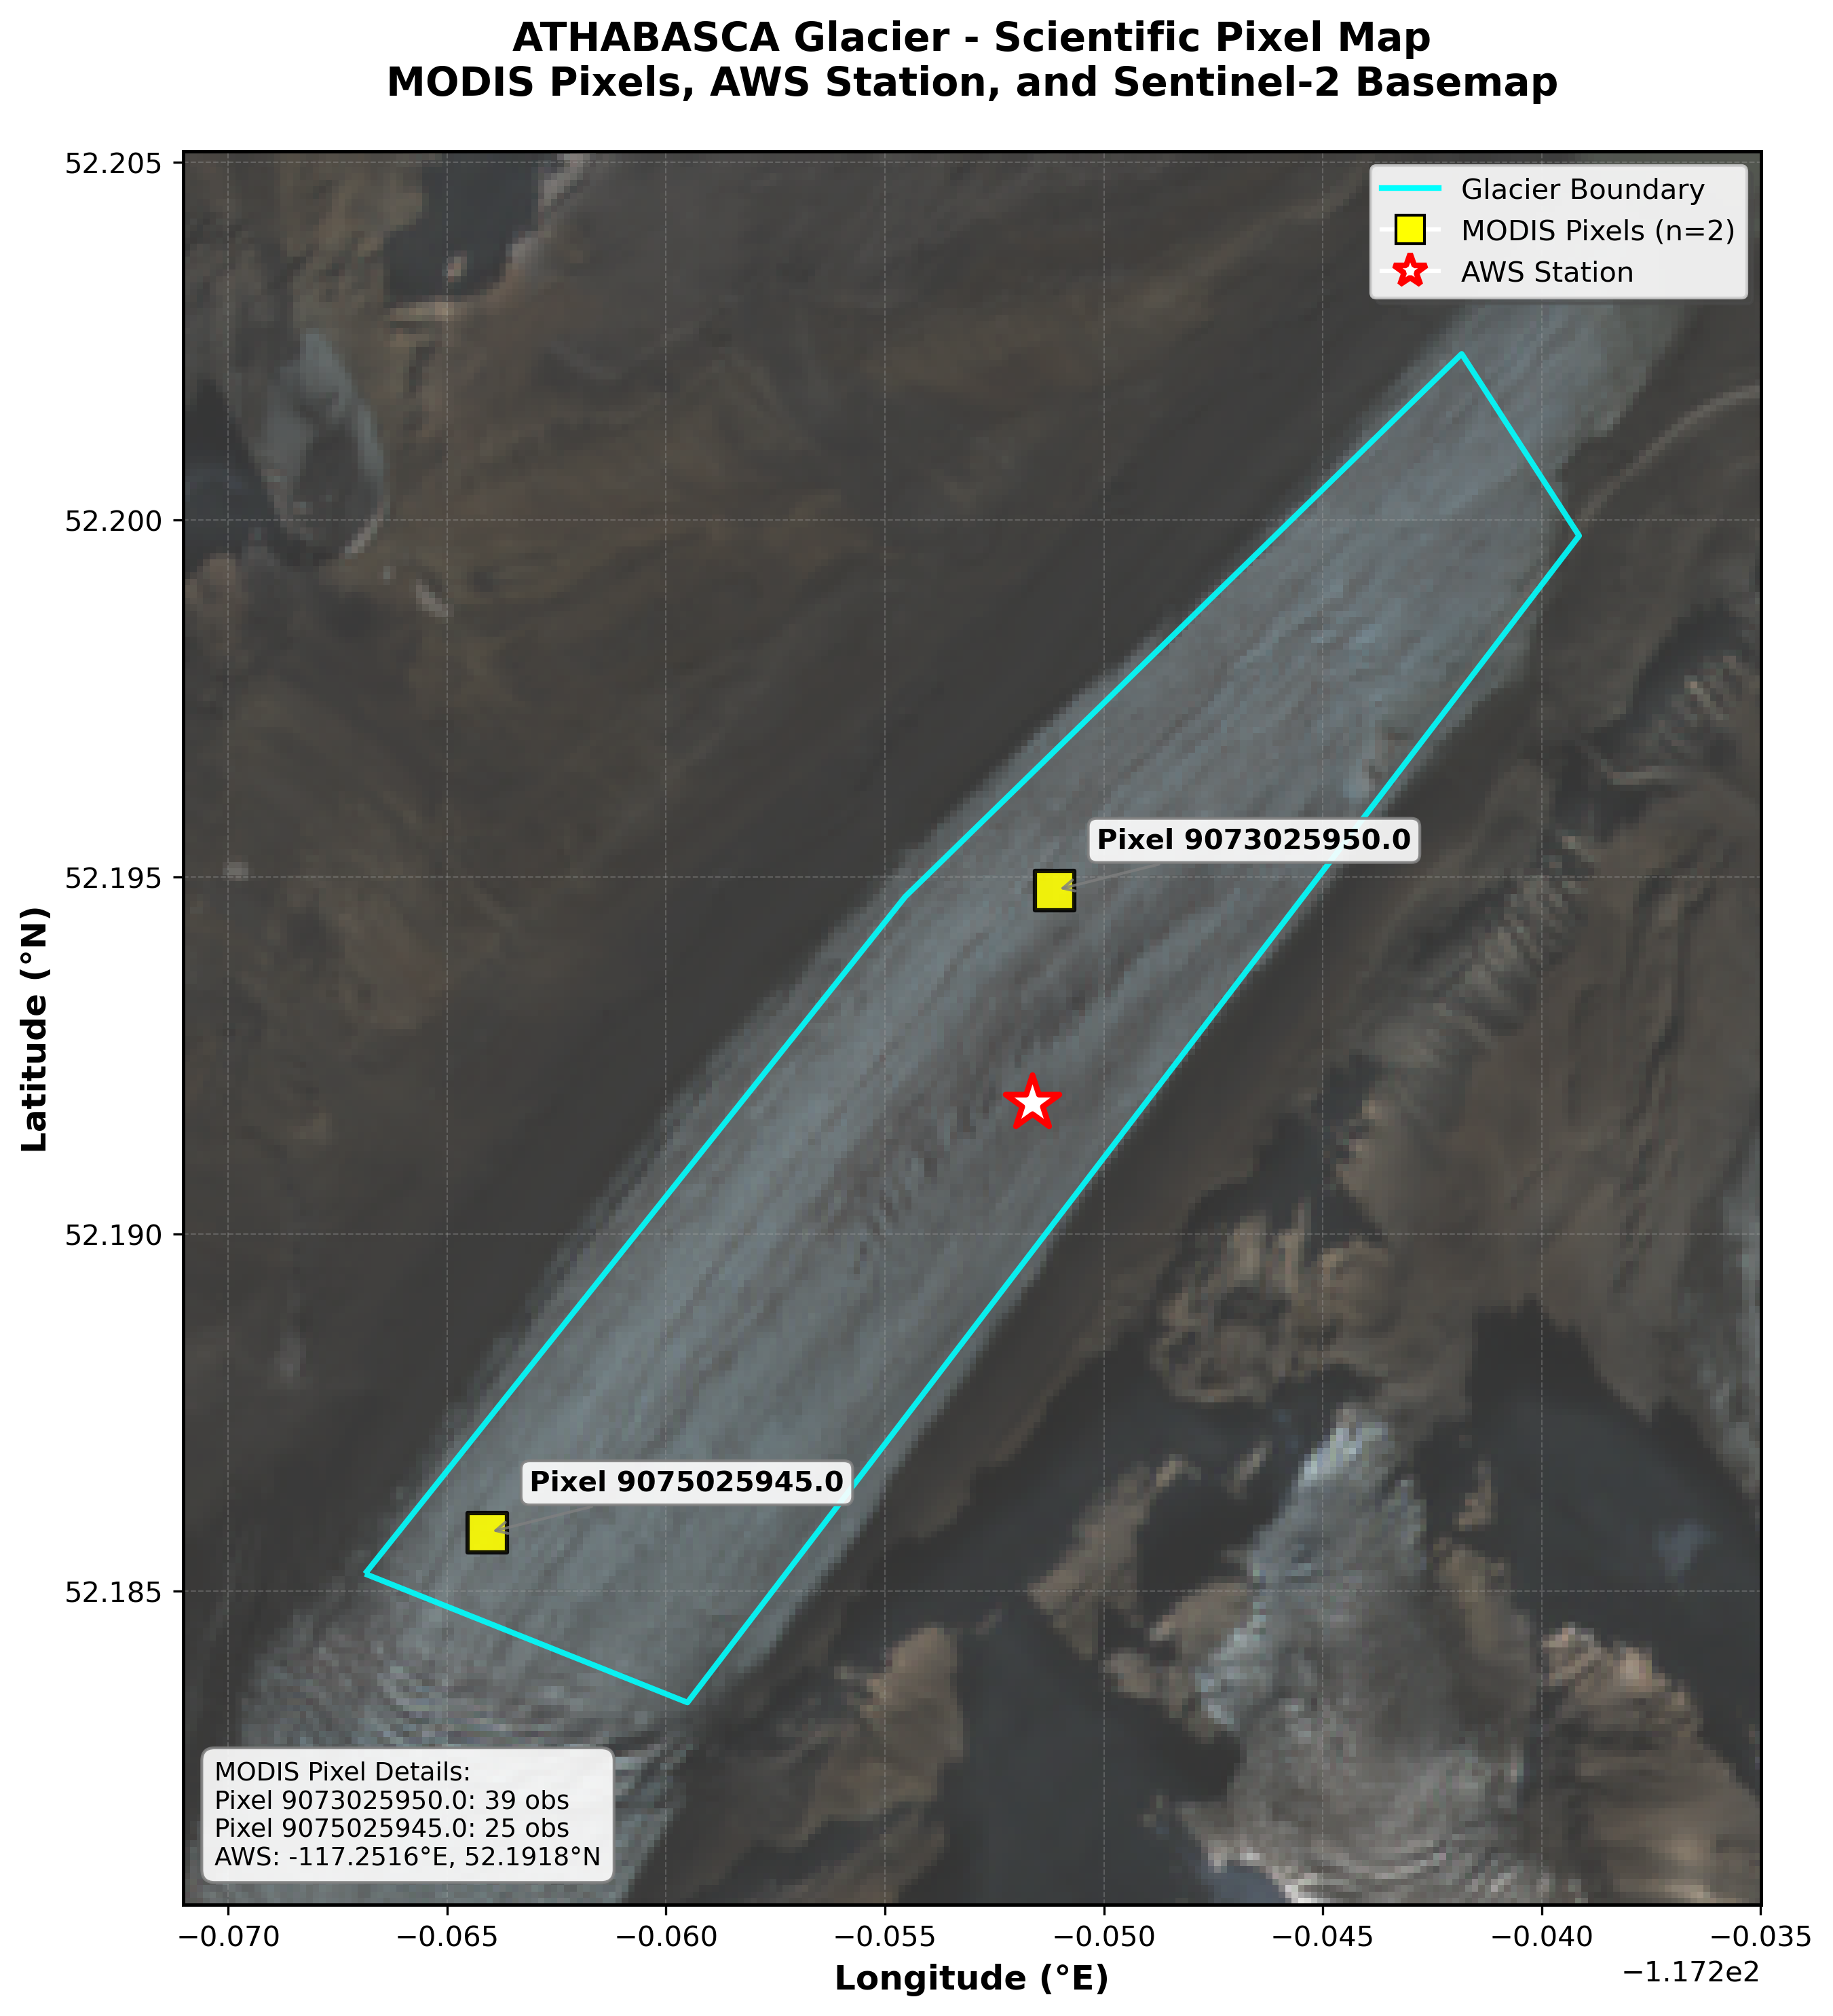 ATHABASCA Glacier - Scientific Pixel Map
MODIS Pixels, AWS Station, and Sentinel-2 Basemap
Glacier Boundary
MODIS Pixels (n=2)
AWS Station
52.205
52.200
52.195
52.190
52.185
Latitude (°N)
Pixel 9073025950.0
Pixel 9075025945.0
MODIS Pixel Details:
Pixel 9073025950.0: 39 obs
Pixel 9075025945.0: 25 obs
AWS: -117.2516°E, 52.1918°N
−0.070
−0.065
−0.060
−0.055
−0.050
−0.045
−0.040
−0.035
−1.172e2
Longitude (°E)